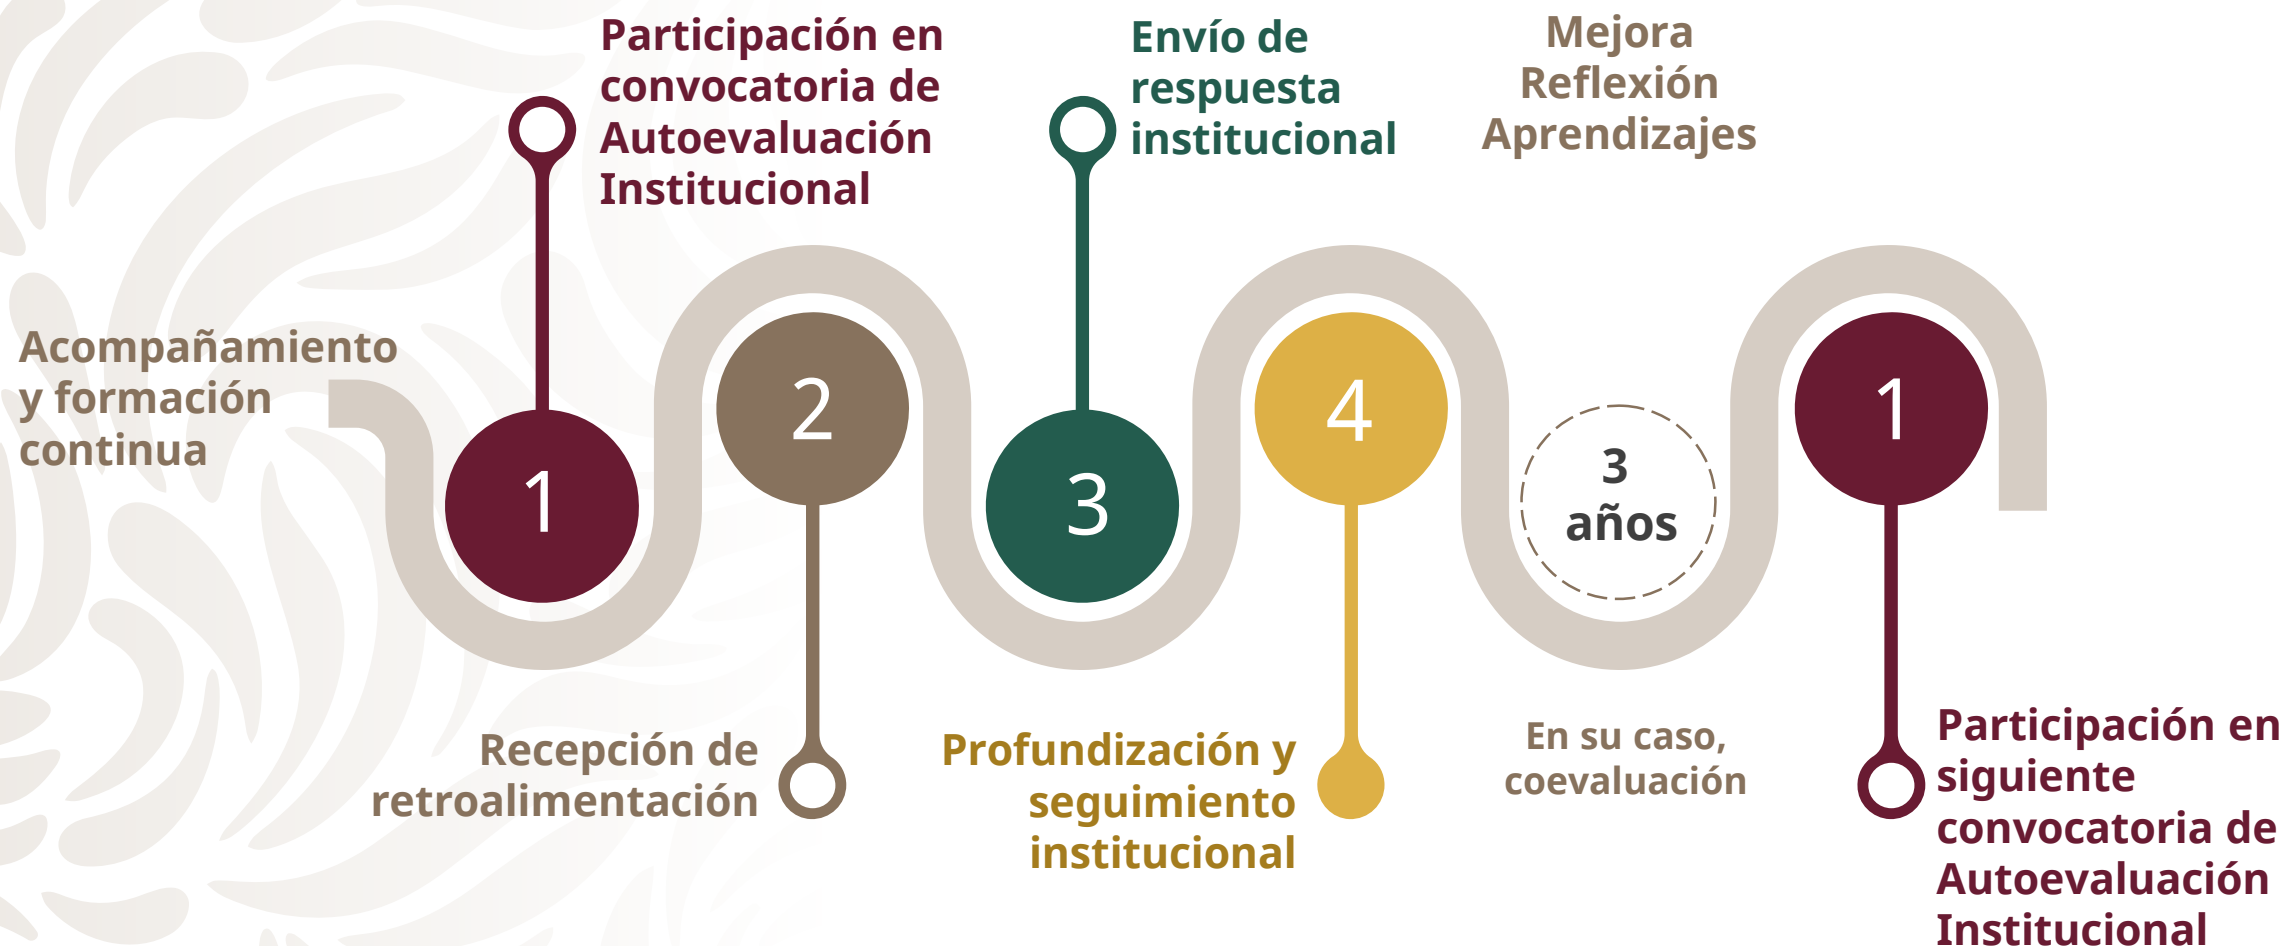 Acompañamiento
y formación
continua
1
Participación en
convocatoria de
Autoevaluación
Institucional
2
Recepción de
retroalimentación
3
Envío de
respuesta
institucional
4
Profundización y
seguimiento
institucional
Mejora
Reflexión
Aprendizajes
3
años
En su caso,
coevaluación
1
Participación en
siguiente
convocatoria de
Autoevaluación
Institucional